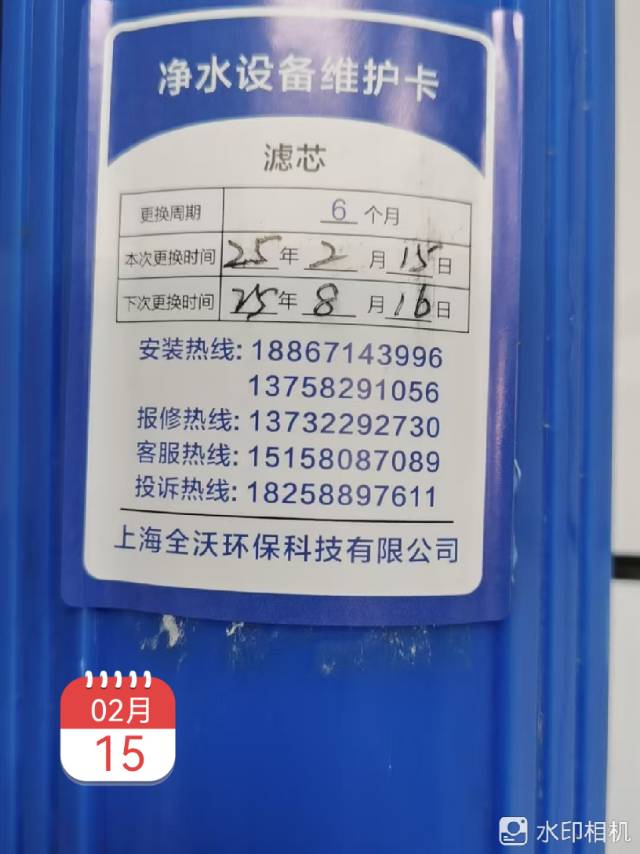 净水设备维护卡
滤芯
更换周期 6 个月
本次更换时间 25 年 2 月 15 日
下次更换时间 25 年 8 月 16 日
安装热线: 18867143996
13758291056
报修热线: 13732292730
客服热线: 15158087089
投诉热线: 18258897611
上海全沃环保科技有限公司
02月
15
水印相机